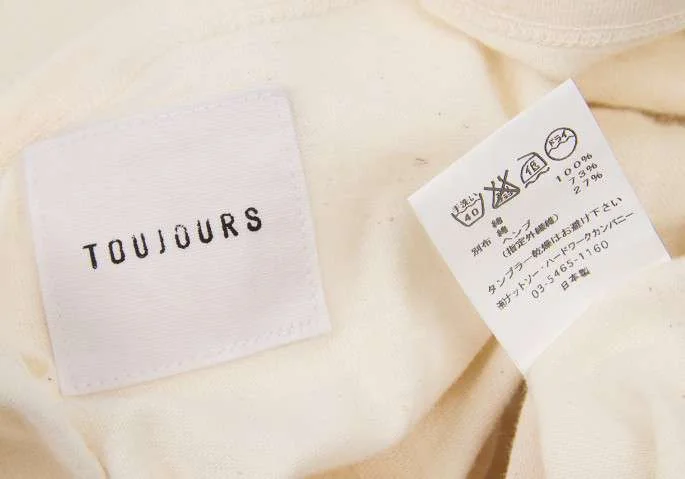 TOUJOURS
手洗い
40
低
ドライ
綿 100%
別布 綿 73%
ヘンプ 27%
(指定外繊維)
タンブラー乾燥はお避け下さい
㈱ナットソー・ハードワークカンパニー
03-5465-1160
日本製